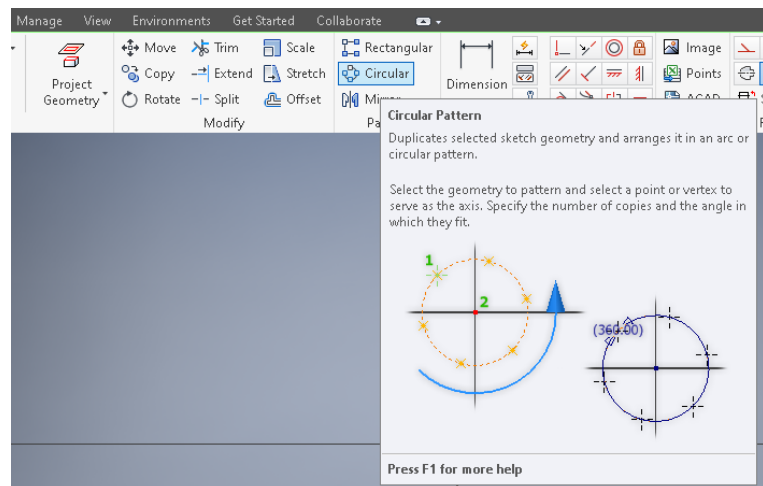 Manage View Environments Get Started Collaborate
Move Trim Scale Rectangular Image
Project Geometry
Copy Extend Stretch Circular Dimension Points
Rotate Split Offset
Modify
Circular Pattern
Duplicates selected sketch geometry and arranges it in an arc or
circular pattern.
Select the geometry to pattern and select a point or vertex to
serve as the axis. Specify the number of copies and the angle in
which they fit.
1
2
(360.00)
Press F1 for more help